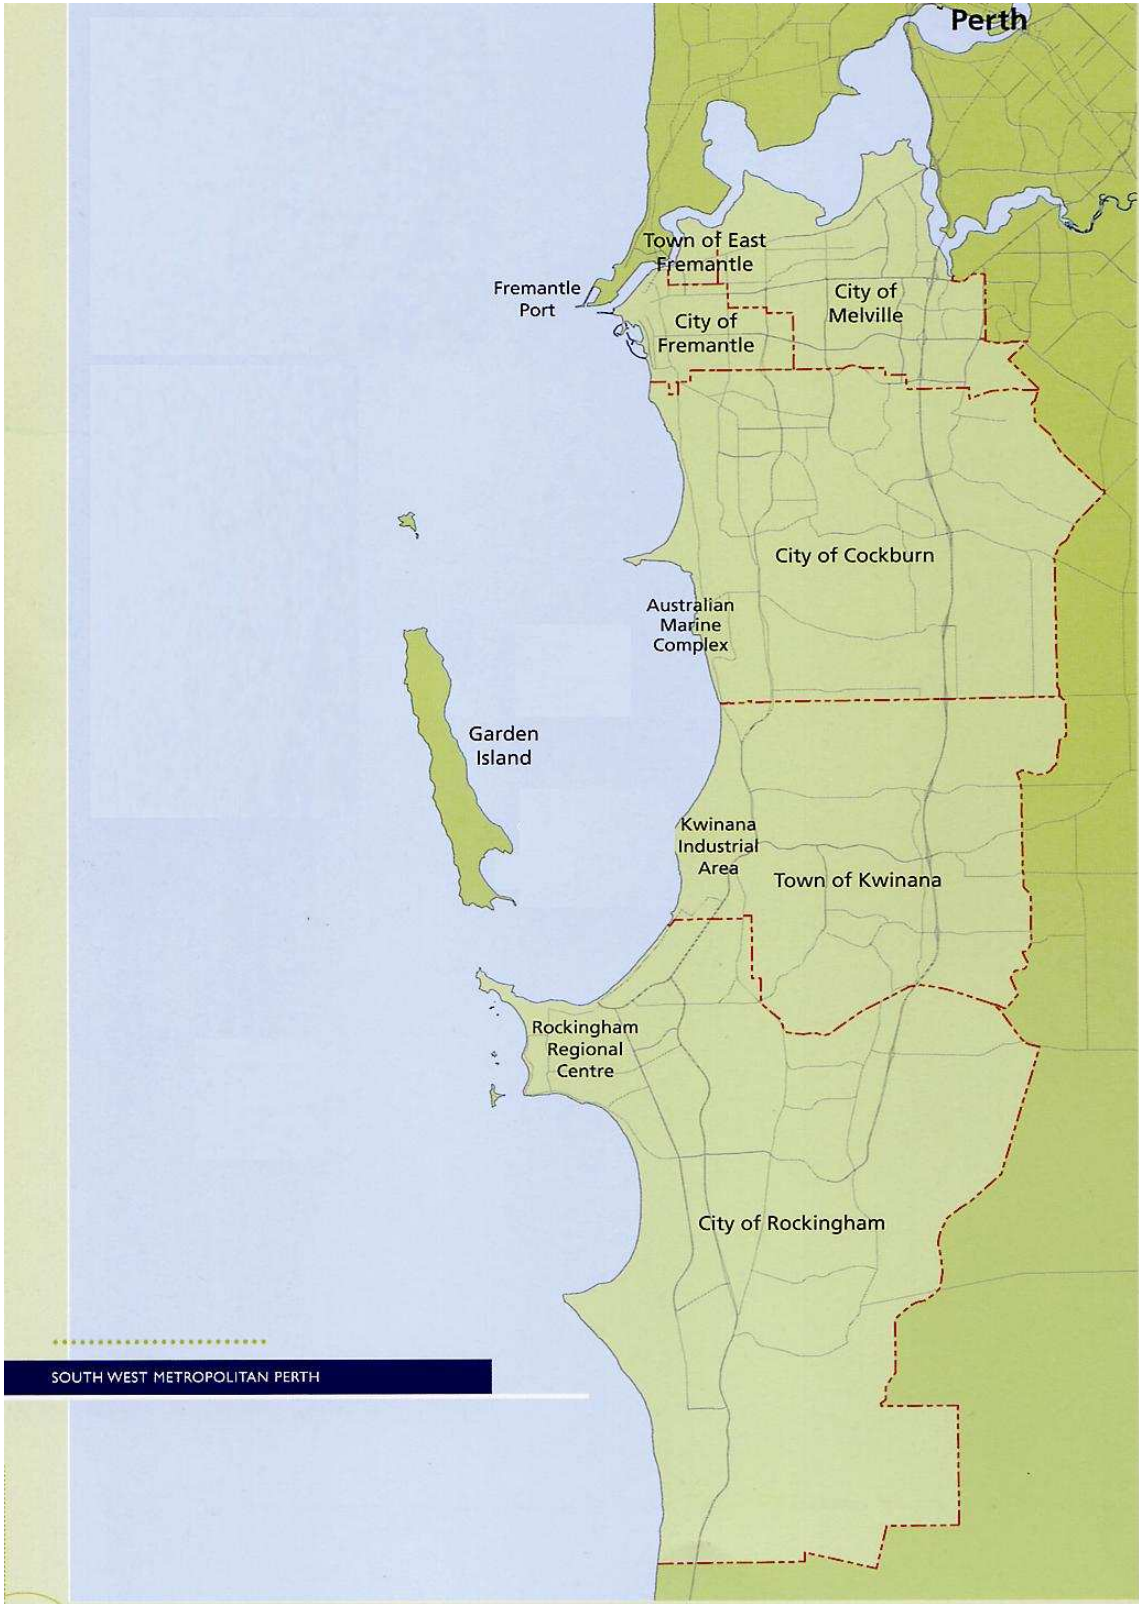 Perth
Town of East
Fremantle
Fremantle
Port
City of
Melville
City of
Fremantle
City of Cockburn
Australian
Marine
Complex
Garden
Island
Kwinana
Industrial
Area
Town of Kwinana
Rockingham
Regional
Centre
City of Rockingham
SOUTH WEST METROPOLITAN PERTH